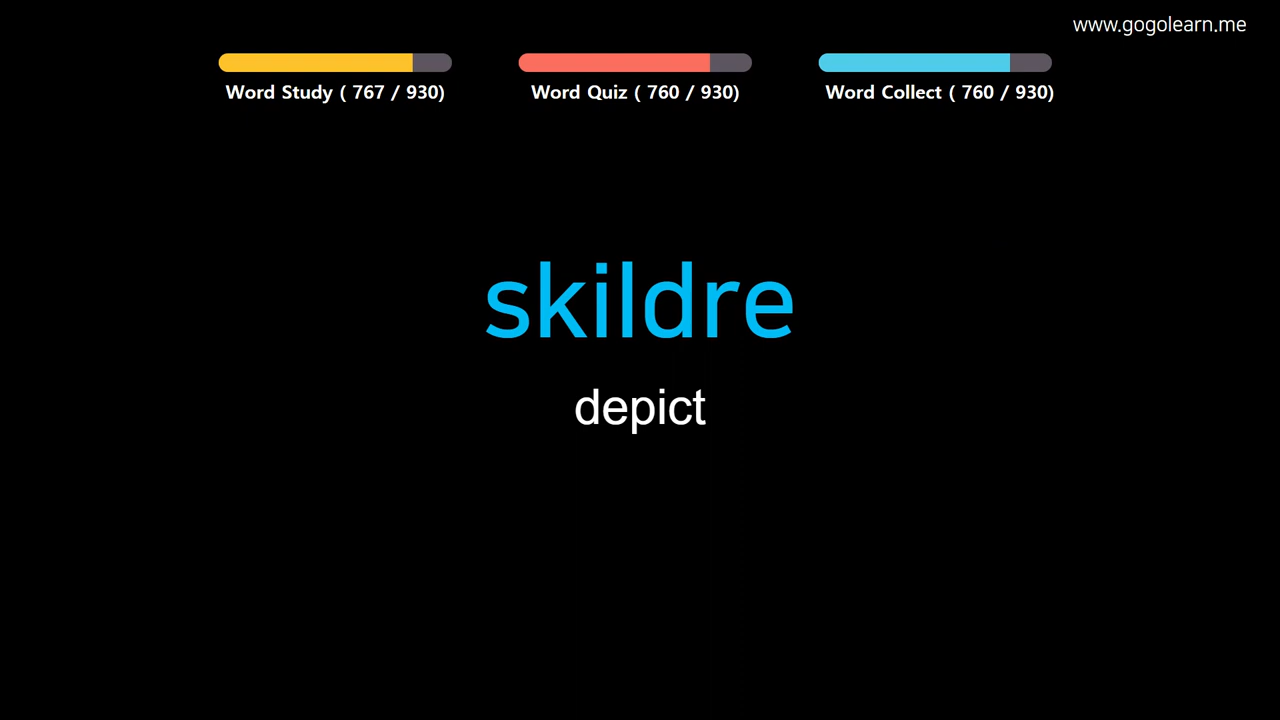 www.gogolearn.me
Word Study ( 767 / 930)
Word Quiz ( 760 / 930)
Word Collect ( 760 / 930)
skildre
depict